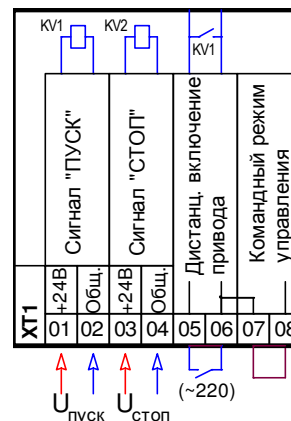 KV1
KV2
KV1
Сигнал "ПУСК"
Сигнал "СТОП"
Дистанц. включение
привода
Командный режим
управления
XT1
+24В
Общ.
+24В
Общ.
01
02
03
04
05
06
07
08
Uпуск
Uстоп
(~220)